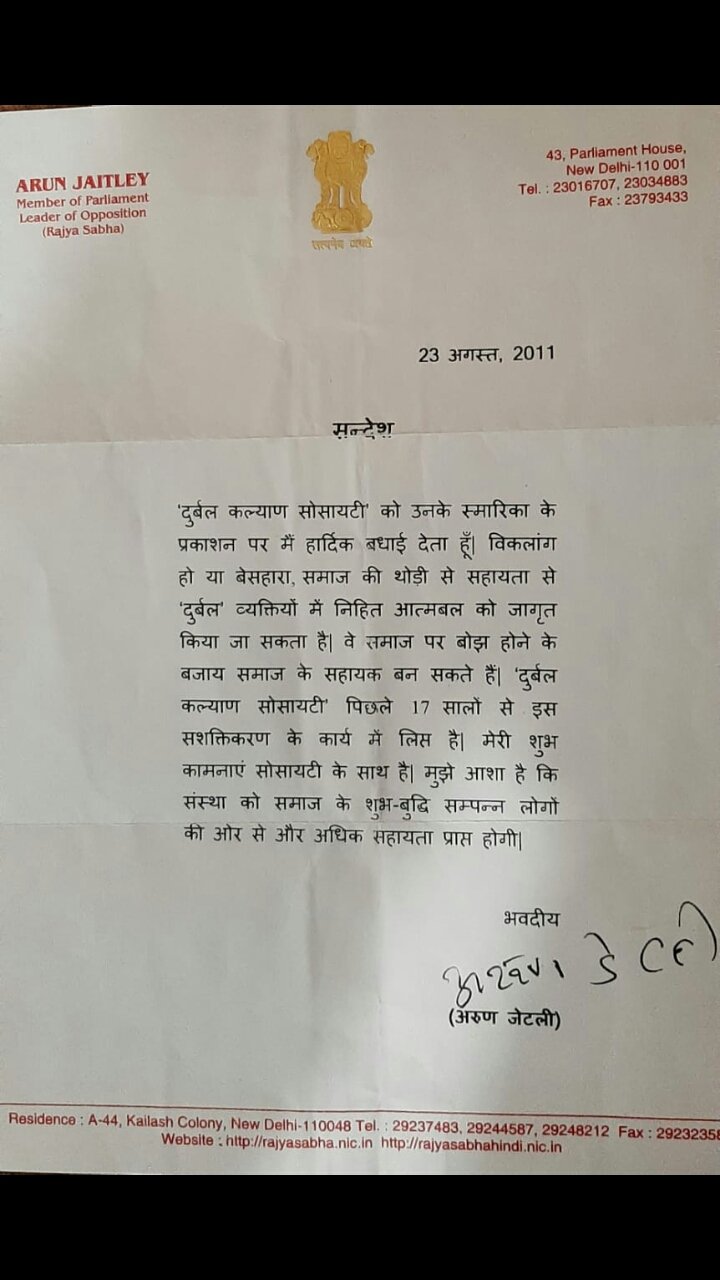 ARUN JAITLEY
Member of Parliament
Leader of Opposition
(Rajya Sabha)
सत्यमेव जयते
43, Parliament House,
New Delhi-110 001
Tel. : 23016707, 23034883
Fax : 23793433
23 अगस्त, 2011
सन्देश
'दुर्बल कल्याण सोसायटी' को उनके स्मारिका के
प्रकाशन पर मैं हार्दिक बधाई देता हूँ| विकलांग
हो या बेसहारा, समाज की थोड़ी से सहायता से
'दुर्बल' व्यक्तियों में निहित आत्मबल को जागृत
किया जा सकता है| वे समाज पर बोझ होने के
बजाय समाज के सहायक बन सकते हैं| 'दुर्बल
कल्याण सोसायटी' पिछले 17 सालों से इस
सशक्तिकरण के कार्य में लिप्त है| मेरी शुभ
कामनाएं सोसायटी के साथ है| मुझे आशा है कि
संस्था को समाज के शुभ-बुद्धि सम्पन्न लोगों
की ओर से और अधिक सहायता प्राप्त होगी|
भवदीय
(अरुण जेटली)
Residence : A-44, Kailash Colony, New Delhi-110048 Tel. : 29237483, 29244587, 29248212 Fax : 2923235
Website : http://rajyasabha.nic.in http://rajyasabhahindi.nic.in